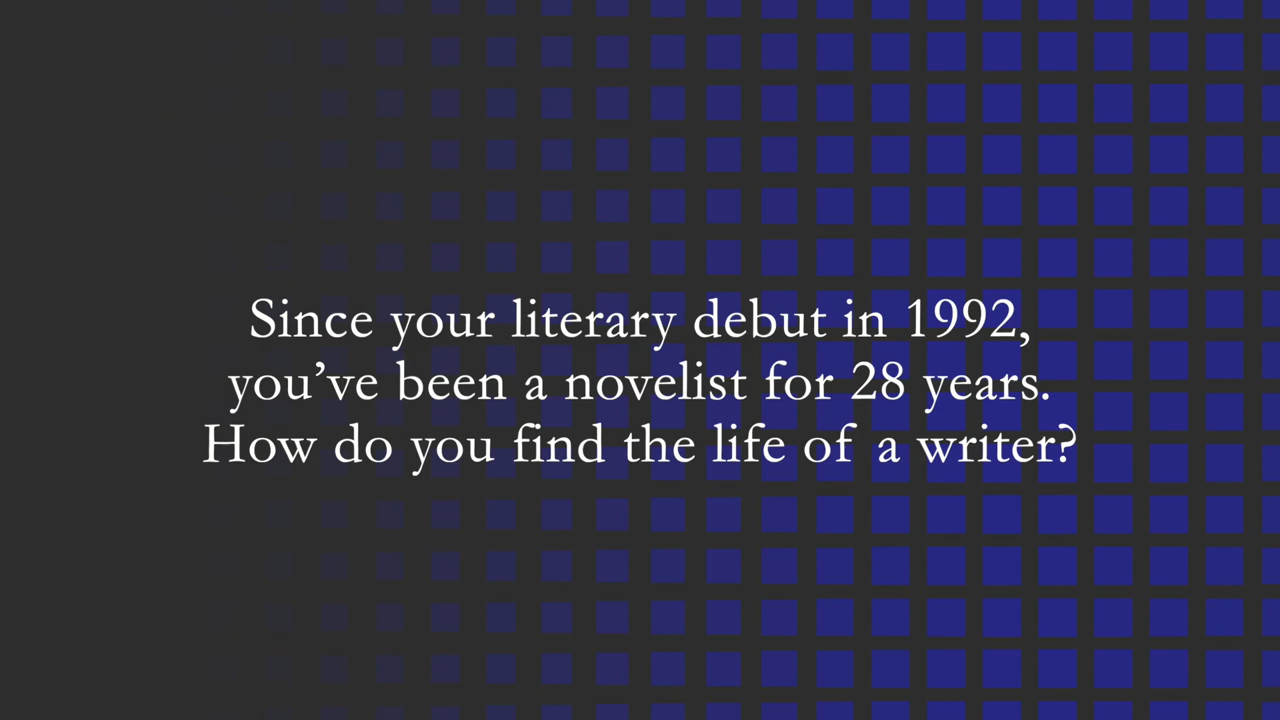 Since your literary debut in 1992,
you’ve been a novelist for 28 years.
How do you find the life of a writer?